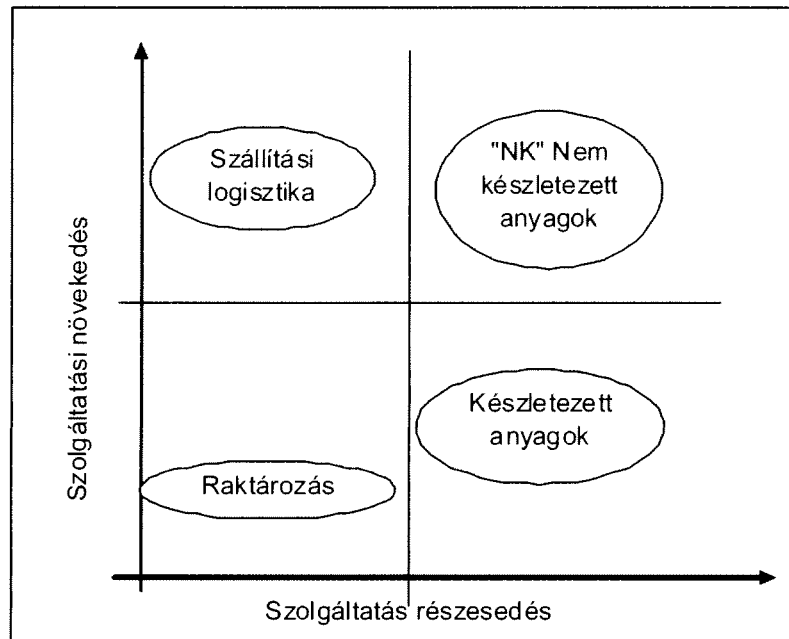 Szállítási
logisztika
"NK" Nem
készletezett
anyagok
Szolgáltatási növekedés
Készletezett
anyagok
Raktározás
Szolgáltatás részesedés